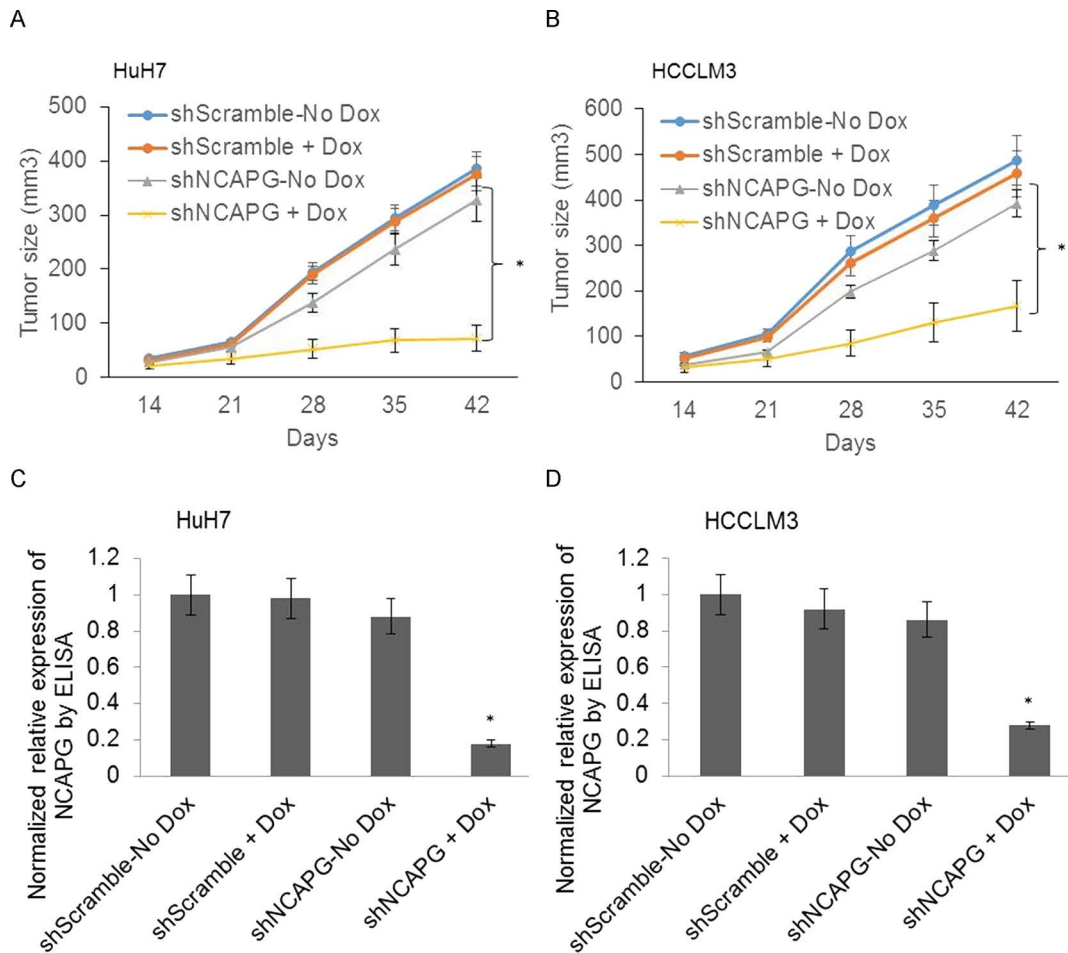 A
HuH7
500
400
300
200
100
0
Tumor size (mm3)
shScramble-No Dox
shScramble + Dox
shNCAPG-No Dox
shNCAPG + Dox
*
14 21 28 35 42
Days
B
HCCLM3
600
500
400
300
200
100
0
Tumor size (mm3)
shScramble-No Dox
shScramble + Dox
shNCAPG-No Dox
shNCAPG + Dox
*
14 21 28 35 42
Days
C
HuH7
Normalized relative expression of
NCAPG by ELISA
1.2
1
0.8
0.6
0.4
0.2
0
*
shScramble-No Dox
shScramble + Dox
shNCAPG-No Dox
shNCAPG + Dox
D
HCCLM3
Normalized relative expression of
NCAPG by ELISA
1.2
1
0.8
0.6
0.4
0.2
0
*
shScramble-No Dox
shScramble + Dox
shNCAPG-No Dox
shNCAPG + Dox